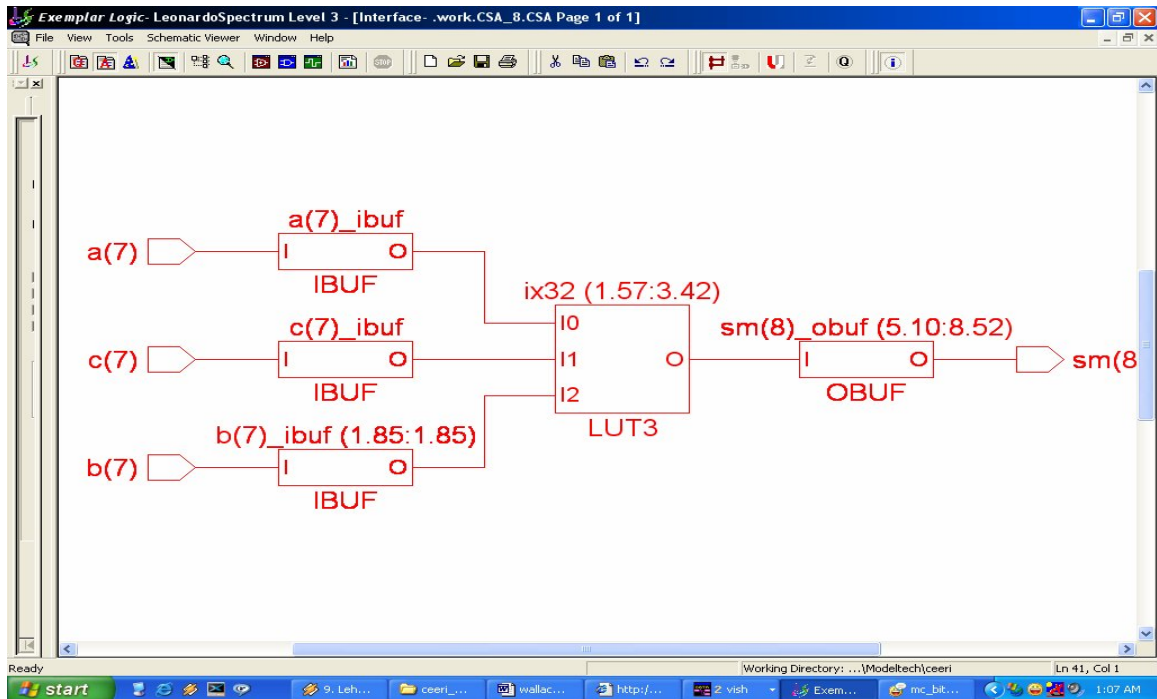 Exemplar Logic- LeonardoSpectrum Level 3 - [Interface- .work.CSA_8.CSA Page 1 of 1]
File View Tools Schematic Viewer Window Help
a(7)_ibuf
a(7) I O
IBUF
ix32 (1.57:3.42)
c(7)_ibuf
I0
sm(8)_obuf (5.10:8.52)
c(7) I O I1 O I O sm(8
IBUF
I2
OBUF
b(7)_ibuf (1.85:1.85)
LUT3
b(7) I O
IBUF
Ready Working Directory: ...\Modeltech\ceeri Ln 41, Col 1
start 9. Leh... ceeri_... wallac... http:/... 2 vish Exem... mc_bit... 1:07 AM